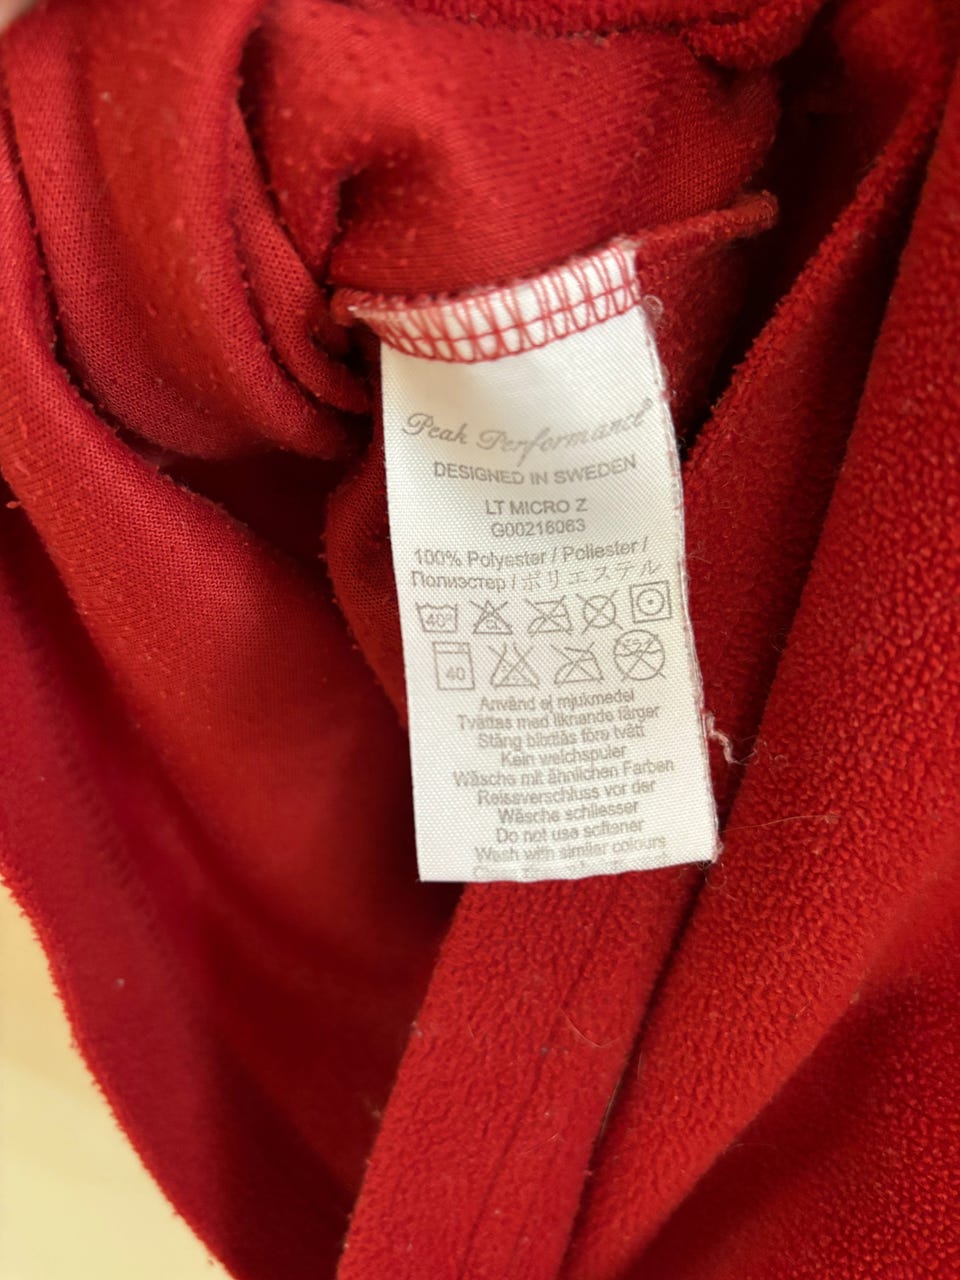 Peak Performance®
DESIGNED IN SWEDEN
LT MICRO Z
G00216063
100% Polyester / Poliester /
Полиэстер / ポリエステル
40°
40
Använd ej mjukmedel
Tvättas med liknande färger
Stäng blixtlås före tvätt
Kein weichspuler
Wäsche mit ähnlichen Farben
Reissverschluss vor der
Wäsche schliesser
Do not use softener
Wash with similar colours